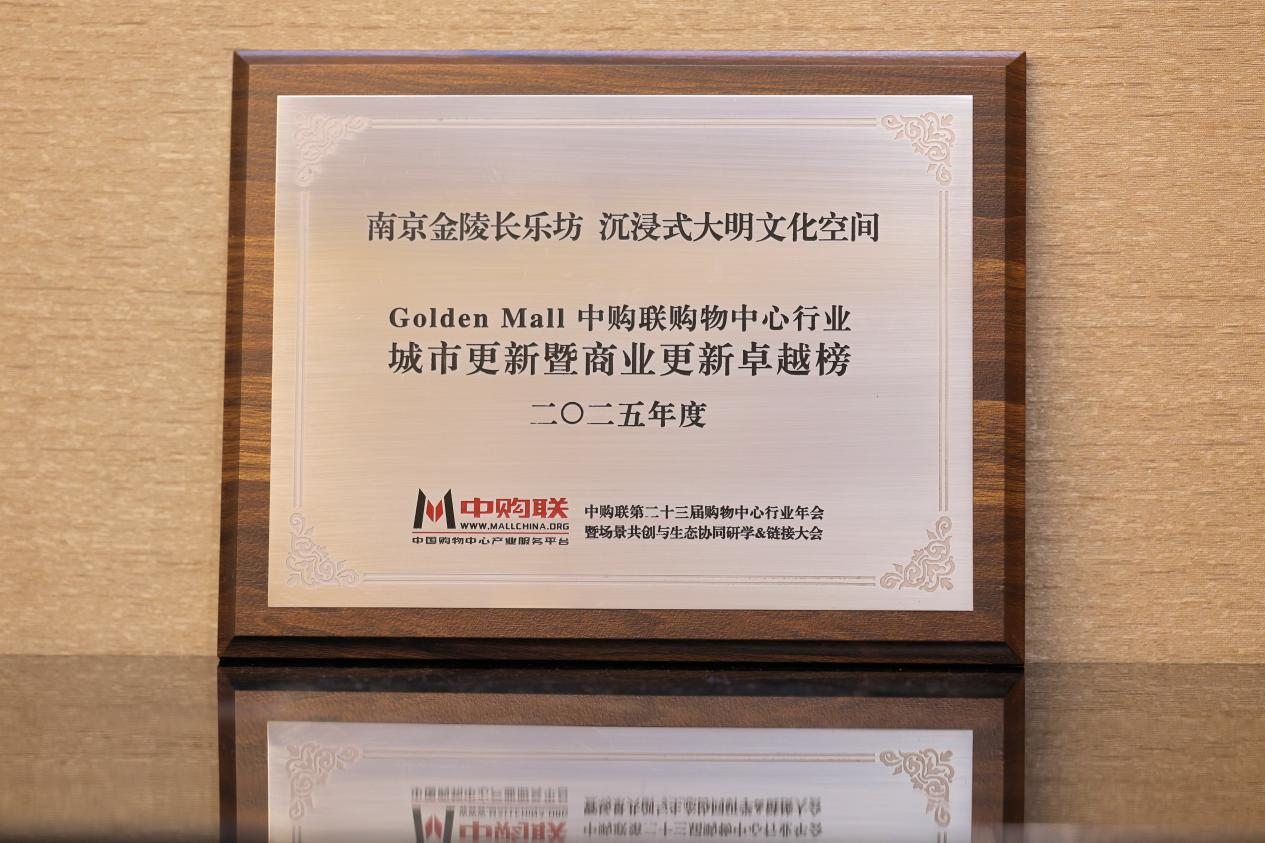 南京金陵长乐坊 沉浸式大明文化空间
Golden Mall 中购联购物中心行业
城市更新暨商业更新卓越榜
二〇二五年度
中购联
WWW.MALLCHINA.ORG
中国购物中心产业服务平台
中购联第二十三届购物中心行业年会
暨场景共创与生态协同研学&链接大会